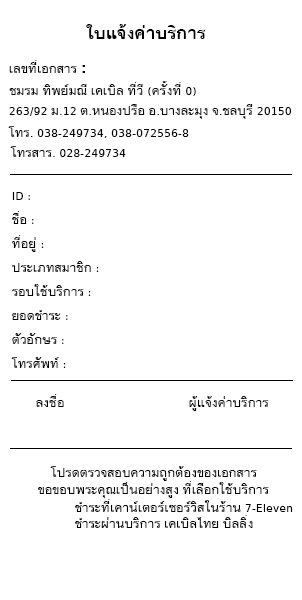 ใบแจ้งค่าบริการ
เลขที่เอกสาร :
ชมรม ทิพย์มณี เคเบิล ทีวี (ครั้งที่ 0)
263/92 ม.12 ต.หนองปรือ อ.บางละมุง จ.ชลบุรี 20150
โทร. 038-249734, 038-072556-8
โทรสาร. 028-249734
ID :
ชื่อ :
ที่อยู่ :
ประเภทสมาชิก :
รอบใช้บริการ :
ยอดชำระ :
ตัวอักษร :
โทรศัพท์ :
ลงชื่อ ผู้แจ้งค่าบริการ
โปรดตรวจสอบความถูกต้องของเอกสาร
ขอขอบพระคุณเป็นอย่างสูง ที่เลือกใช้บริการ
ชำระที่เคาน์เตอร์เซอร์วิสในร้าน 7-Eleven
ชำระผ่านบริการ เคเบิลไทย บิลลิ่ง